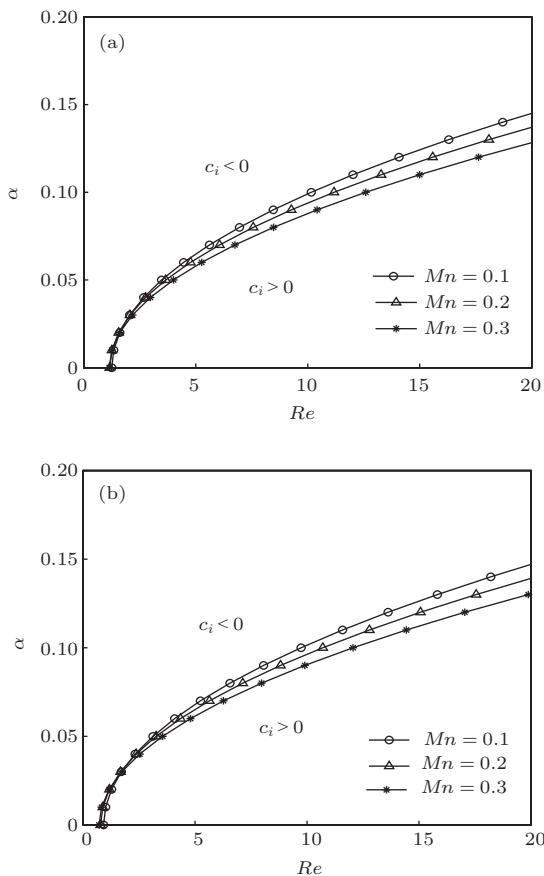 (a)
0.20
0.15
0.10
0.05
0
α
c_i < 0
c_i > 0
Mn = 0.1
Mn = 0.2
Mn = 0.3
0 5 10 15 20
Re
(b)
0.20
0.15
0.10
0.05
0
α
c_i < 0
c_i > 0
Mn = 0.1
Mn = 0.2
Mn = 0.3
0 5 10 15 20
Re